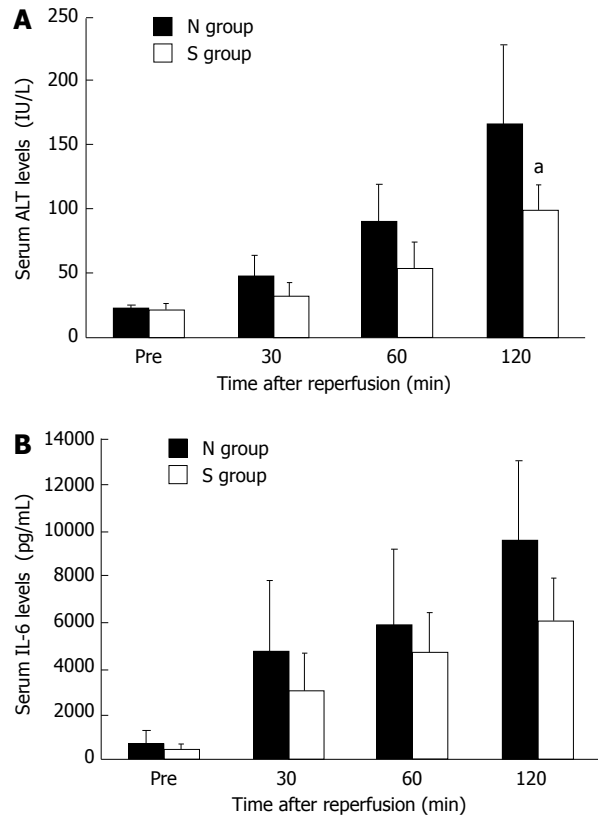 A
N group
S group
Serum ALT levels (IU/L)
250
200
150
100
50
0
a
Pre 30 60 120
Time after reperfusion (min)
B
N group
S group
Serum IL-6 levels (pg/mL)
14000
12000
10000
8000
6000
4000
2000
0
Pre 30 60 120
Time after reperfusion (min)